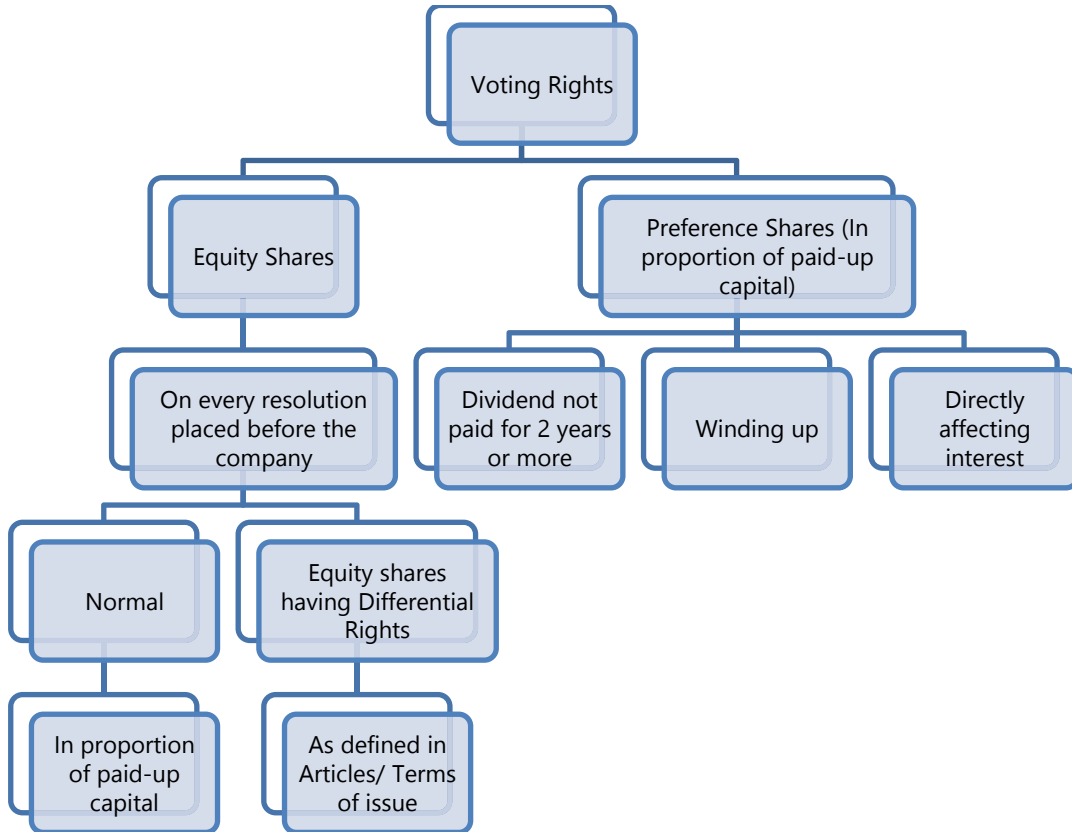 Voting Rights
Equity Shares
Preference Shares (In
proportion of paid-up
capital)
On every resolution
placed before the
company
Dividend not
paid for 2 years
or more
Winding up
Directly
affecting
interest
Normal
Equity shares
having Differential
Rights
In proportion
of paid-up
capital
As defined in
Articles/ Terms
of issue